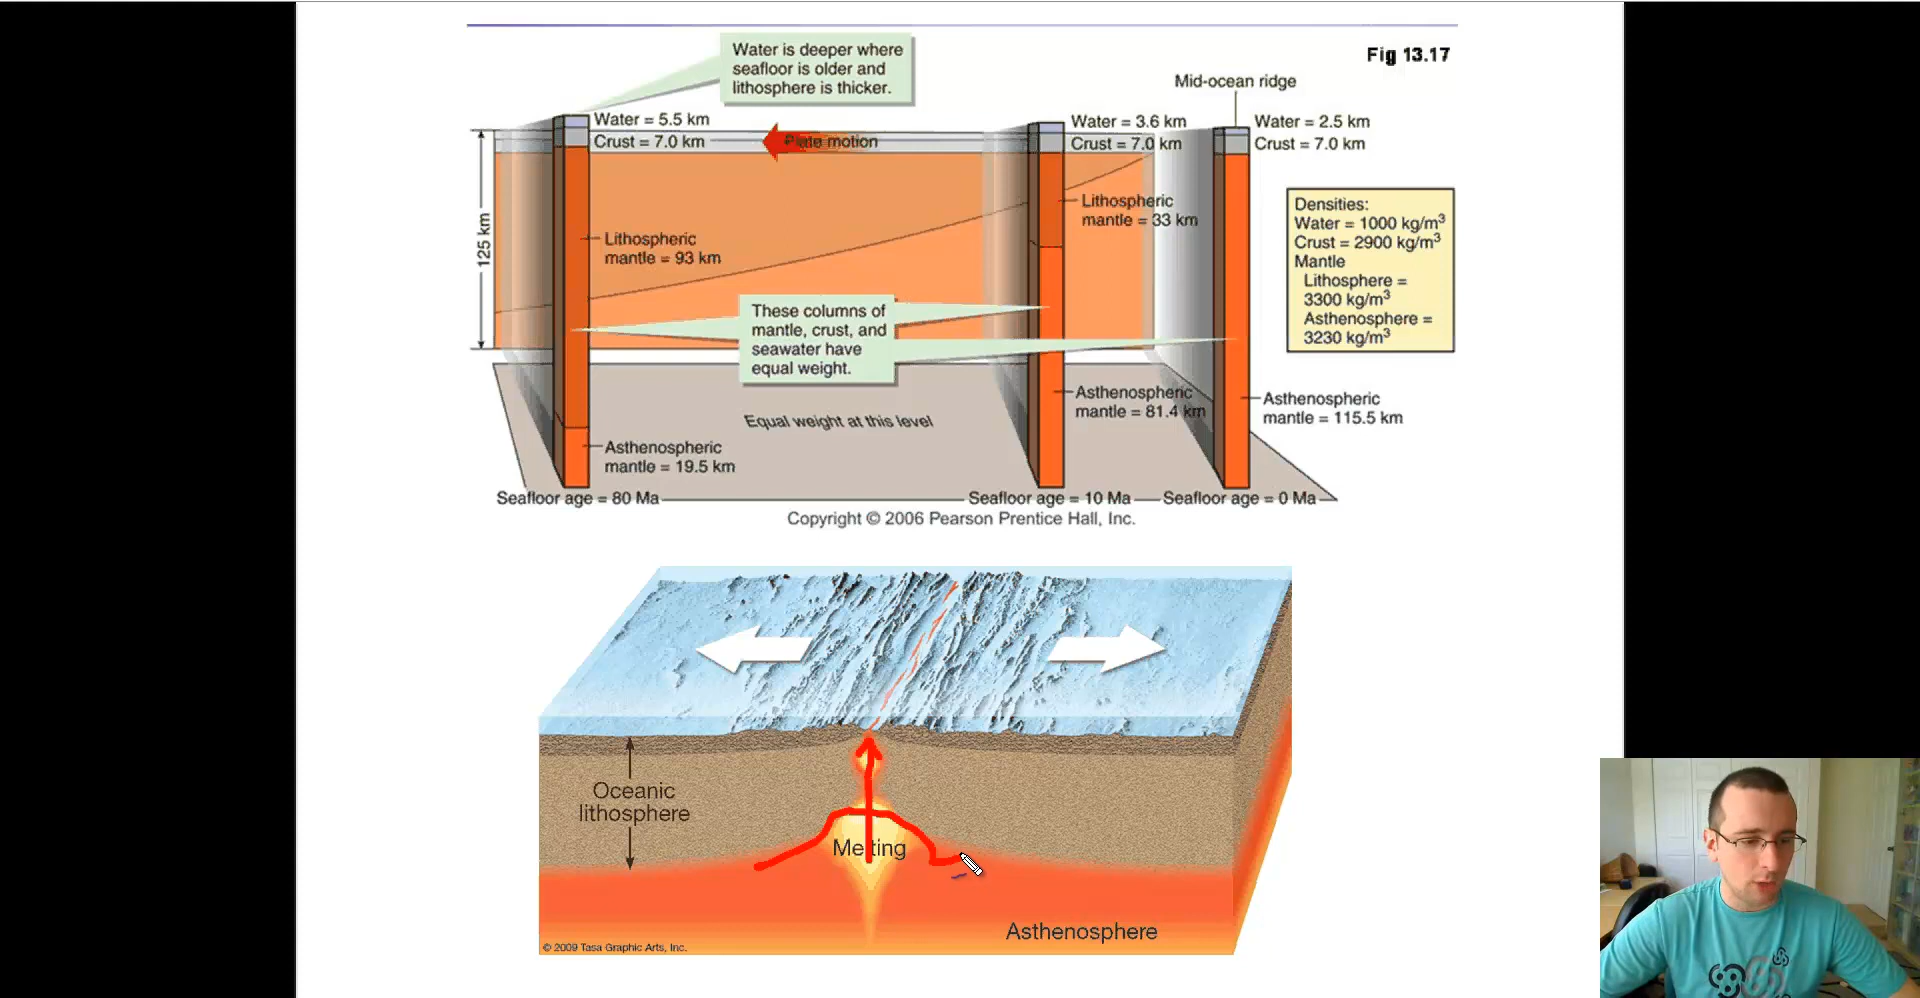 Fig 13.17
Water is deeper where
seafloor is older and
lithosphere is thicker.
Mid-ocean ridge
Water = 5.5 km
Crust = 7.0 km
Plate motion
Water = 3.6 km
Crust = 7.0 km
Water = 2.5 km
Crust = 7.0 km
125 km
Lithospheric
mantle = 93 km
Lithospheric
mantle = 33 km
Densities:
Water = 1000 kg/m³
Crust = 2900 kg/m³
Mantle
Lithosphere =
3300 kg/m³
Asthenosphere =
3230 kg/m³
These columns of
mantle, crust, and
seawater have
equal weight.
Asthenospheric
mantle = 81.4 km
Asthenospheric
mantle = 115.5 km
Equal weight at this level
Asthenospheric
mantle = 19.5 km
Seafloor age = 80 Ma
Seafloor age = 10 Ma
Seafloor age = 0 Ma
Copyright © 2006 Pearson Prentice Hall, Inc.
Oceanic
lithosphere
Melting
Asthenosphere
© 2009 Tasa Graphic Arts, Inc.